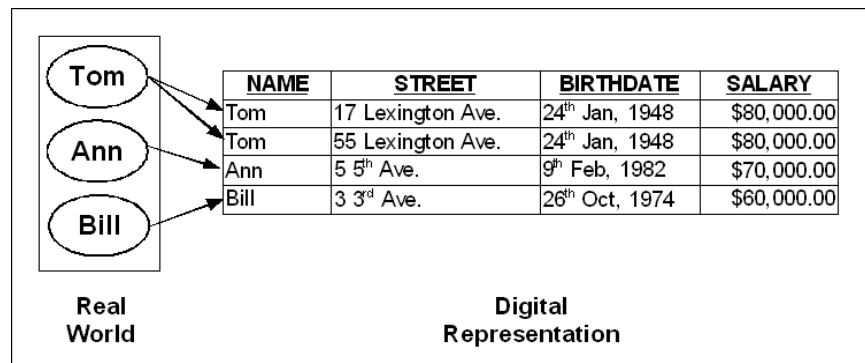 Tom
Ann
Bill
NAME STREET BIRTHDATE SALARY
Tom 17 Lexington Ave. 24th Jan, 1948 $80,000.00
Tom 55 Lexington Ave. 24th Jan, 1948 $80,000.00
Ann 5 5th Ave. 9th Feb, 1982 $70,000.00
Bill 3 3rd Ave. 26th Oct, 1974 $60,000.00
Real
World
Digital
Representation